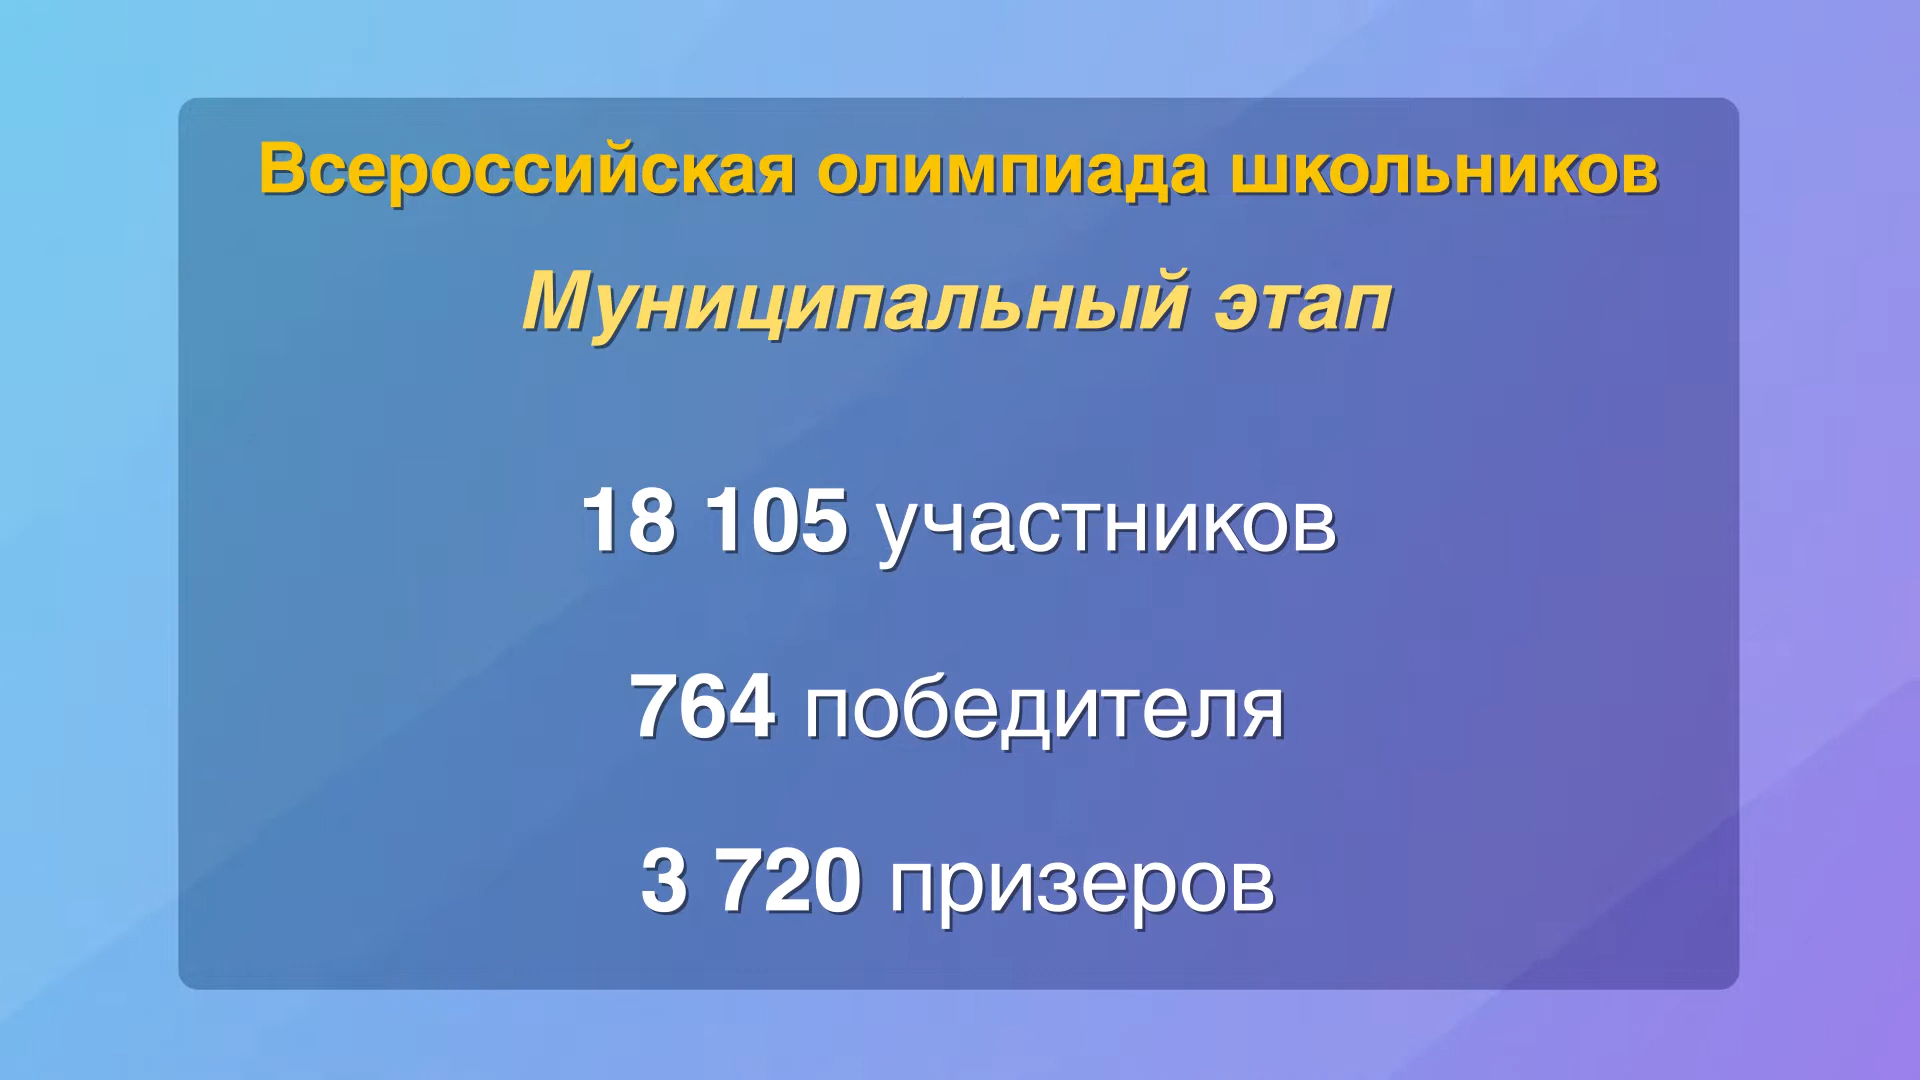 Всероссийская олимпиада школьников
Муниципальный этап
18 105 участников
764 победителя
3 720 призеров